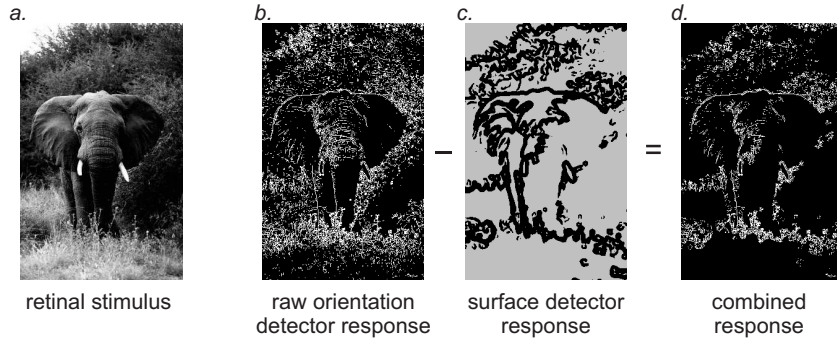 a.
b.
c.
d.
–
=
retinal stimulus
raw orientation
detector response
surface detector
response
combined
response